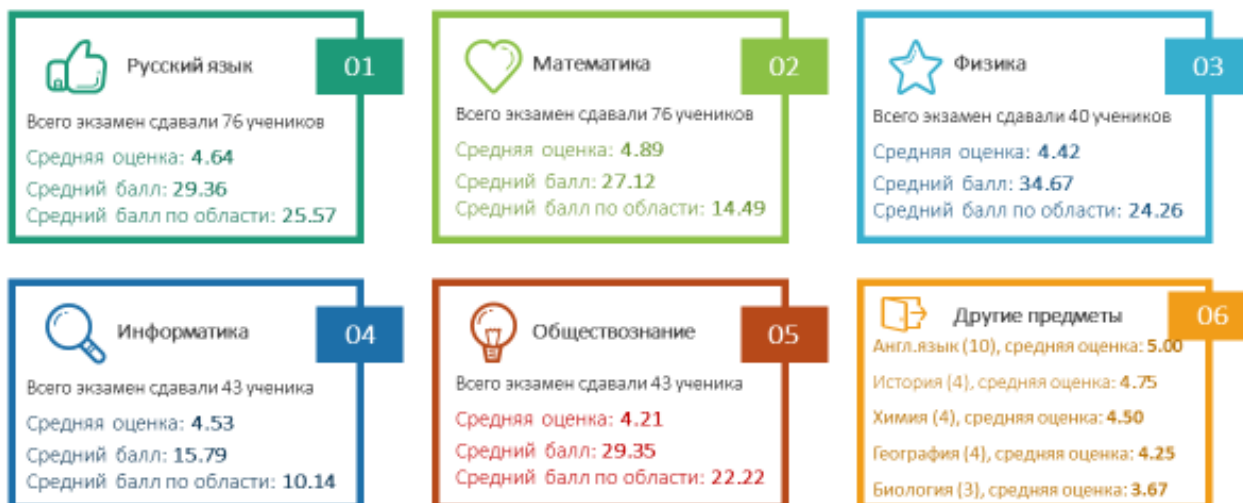 Русский язык
01
Всего экзамен сдавали 76 учеников
Средняя оценка: 4.64
Средний балл: 29.36
Средний балл по области: 25.57
Математика
02
Всего экзамен сдавали 76 учеников
Средняя оценка: 4.89
Средний балл: 27.12
Средний балл по области: 14.49
Физика
03
Всего экзамен сдавали 40 учеников
Средняя оценка: 4.42
Средний балл: 34.67
Средний балл по области: 24.26
Информатика
04
Всего экзамен сдавали 43 ученика
Средняя оценка: 4.53
Средний балл: 15.79
Средний балл по области: 10.14
Обществознание
05
Всего экзамен сдавали 43 ученика
Средняя оценка: 4.21
Средний балл: 29.35
Средний балл по области: 22.22
Другие предметы
06
Англ.язык (10), средняя оценка: 5.00
История (4), средняя оценка: 4.75
Химия (4), средняя оценка: 4.50
География (4), средняя оценка: 4.25
Биология (3), средняя оценка: 3.67